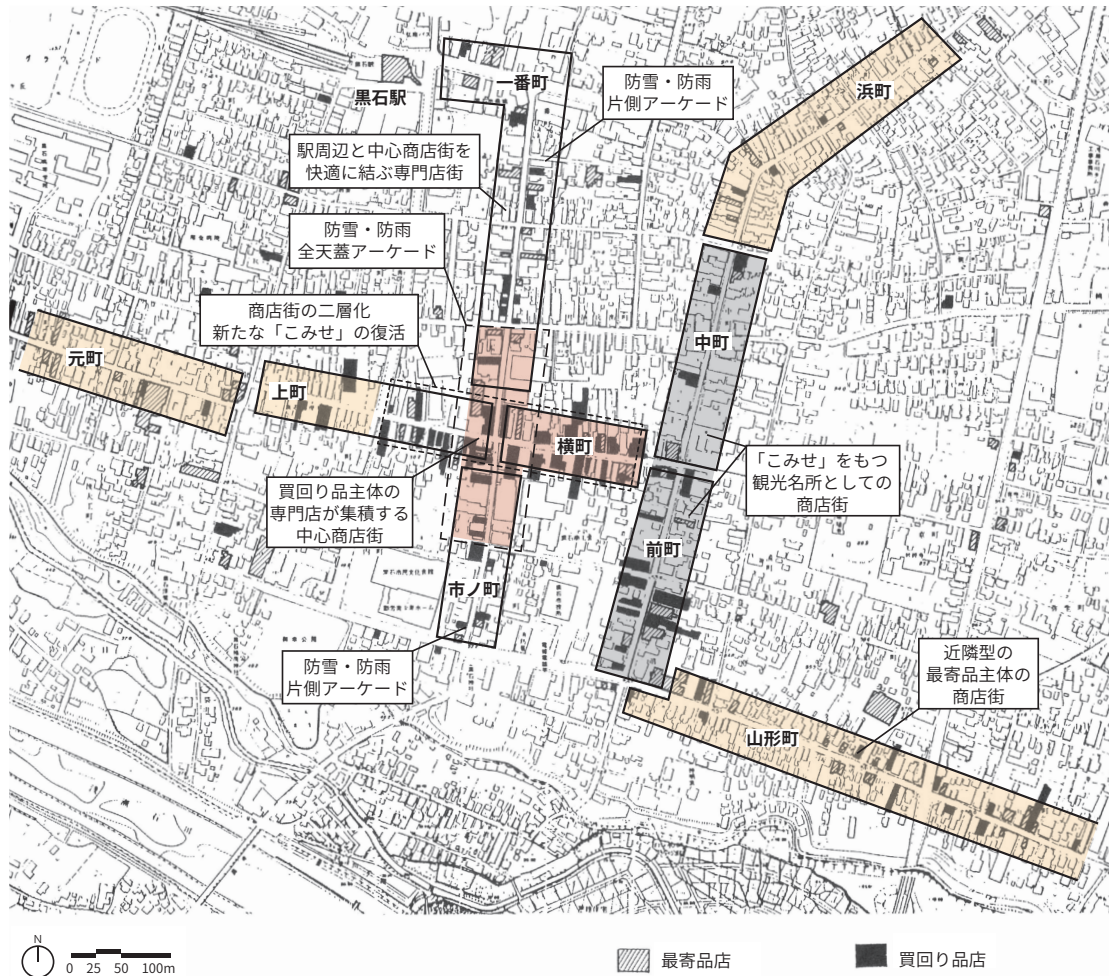 一番町
黒石駅
防雪・防雨
片側アーケード
浜町
駅周辺と中心商店街を
快適に結ぶ専門店街
防雪・防雨
全天蓋アーケード
商店街の二層化
新たな「こみせ」の復活
元町
上町
中町
横町
「こみせ」をもつ
観光名所としての
商店街
買回り品主体の
専門店が集積する
中心商店街
前町
市ノ町
防雪・防雨
片側アーケード
近隣型の
最寄品主体の
商店街
山形町
N
0 25 50 100m
最寄品店
買回り品店